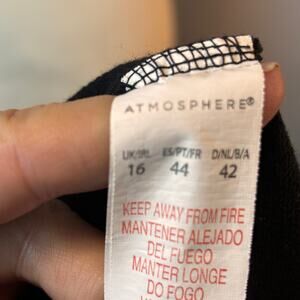 ATMOSPHERE®
UK/IRL ES/PT/FR D/NL/B/A
16 44 42
KEEP AWAY FROM FIRE
MANTENER ALEJADO
DEL FUEGO
MANTER LONGE
DO FOGO